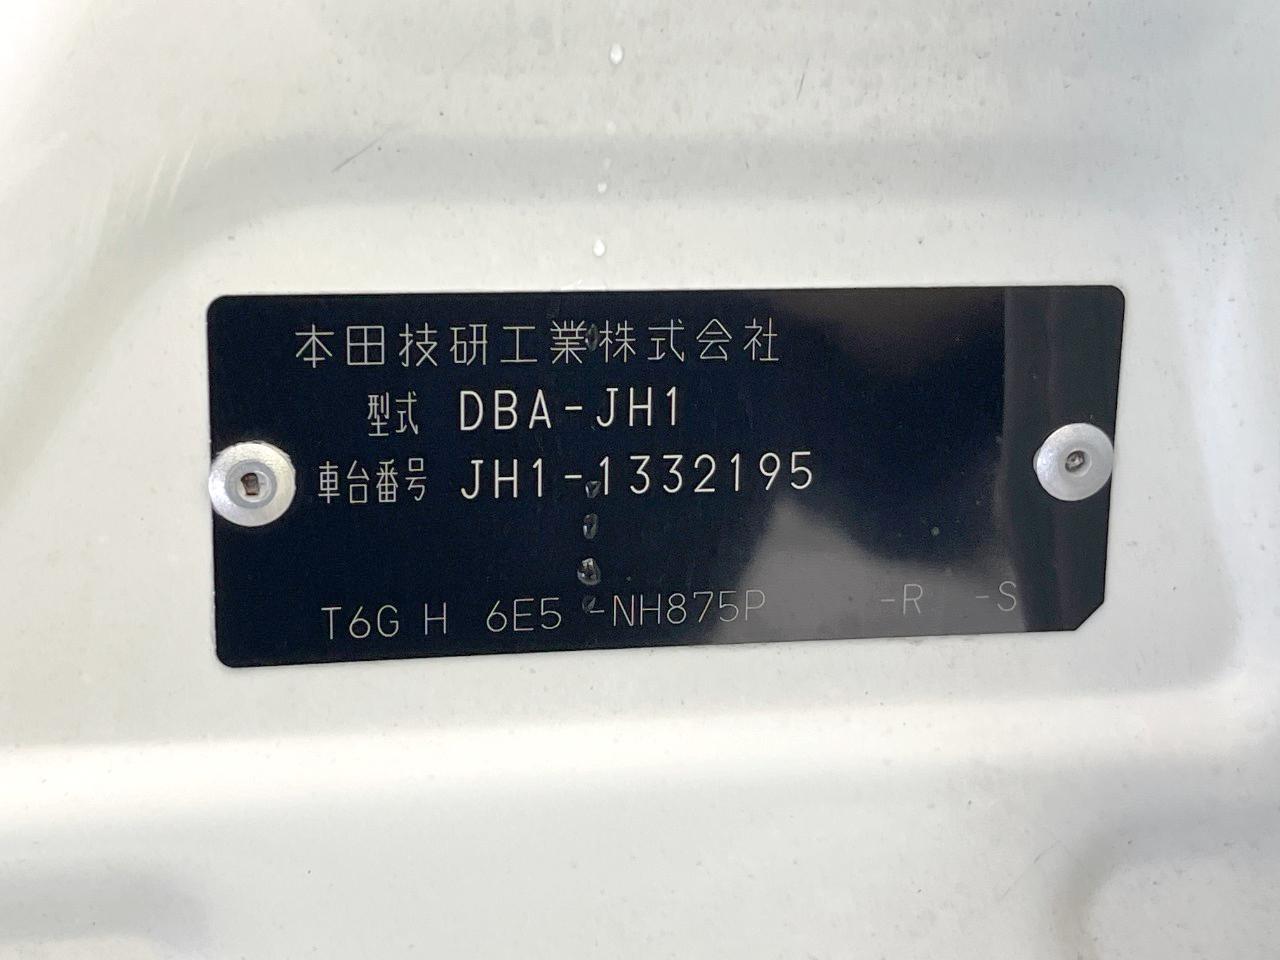 本田技研工業株式会社
型式 DBA-JH1
車台番号 JH1-1332195
T6G H 6E5 -NH875P -R -S